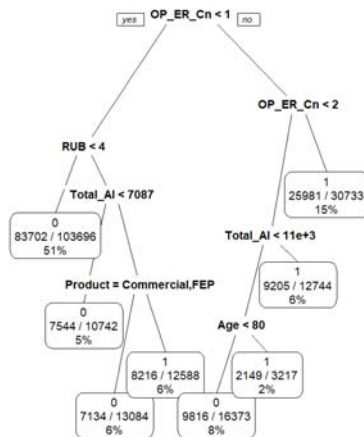 OP_ER_Cn < 1
yes
no
OP_ER_Cn < 2
RUB < 4
Total_Al < 7087
1
25981 / 30733
15%
0
83702 / 103696
51%
Total_Al < 11e+3
Product = Commercial,FEP
1
9205 / 12744
6%
0
7544 / 10742
5%
Age < 80
1
8216 / 12588
6%
1
2149 / 3217
2%
0
7134 / 13084
6%
0
9816 / 16373
8%